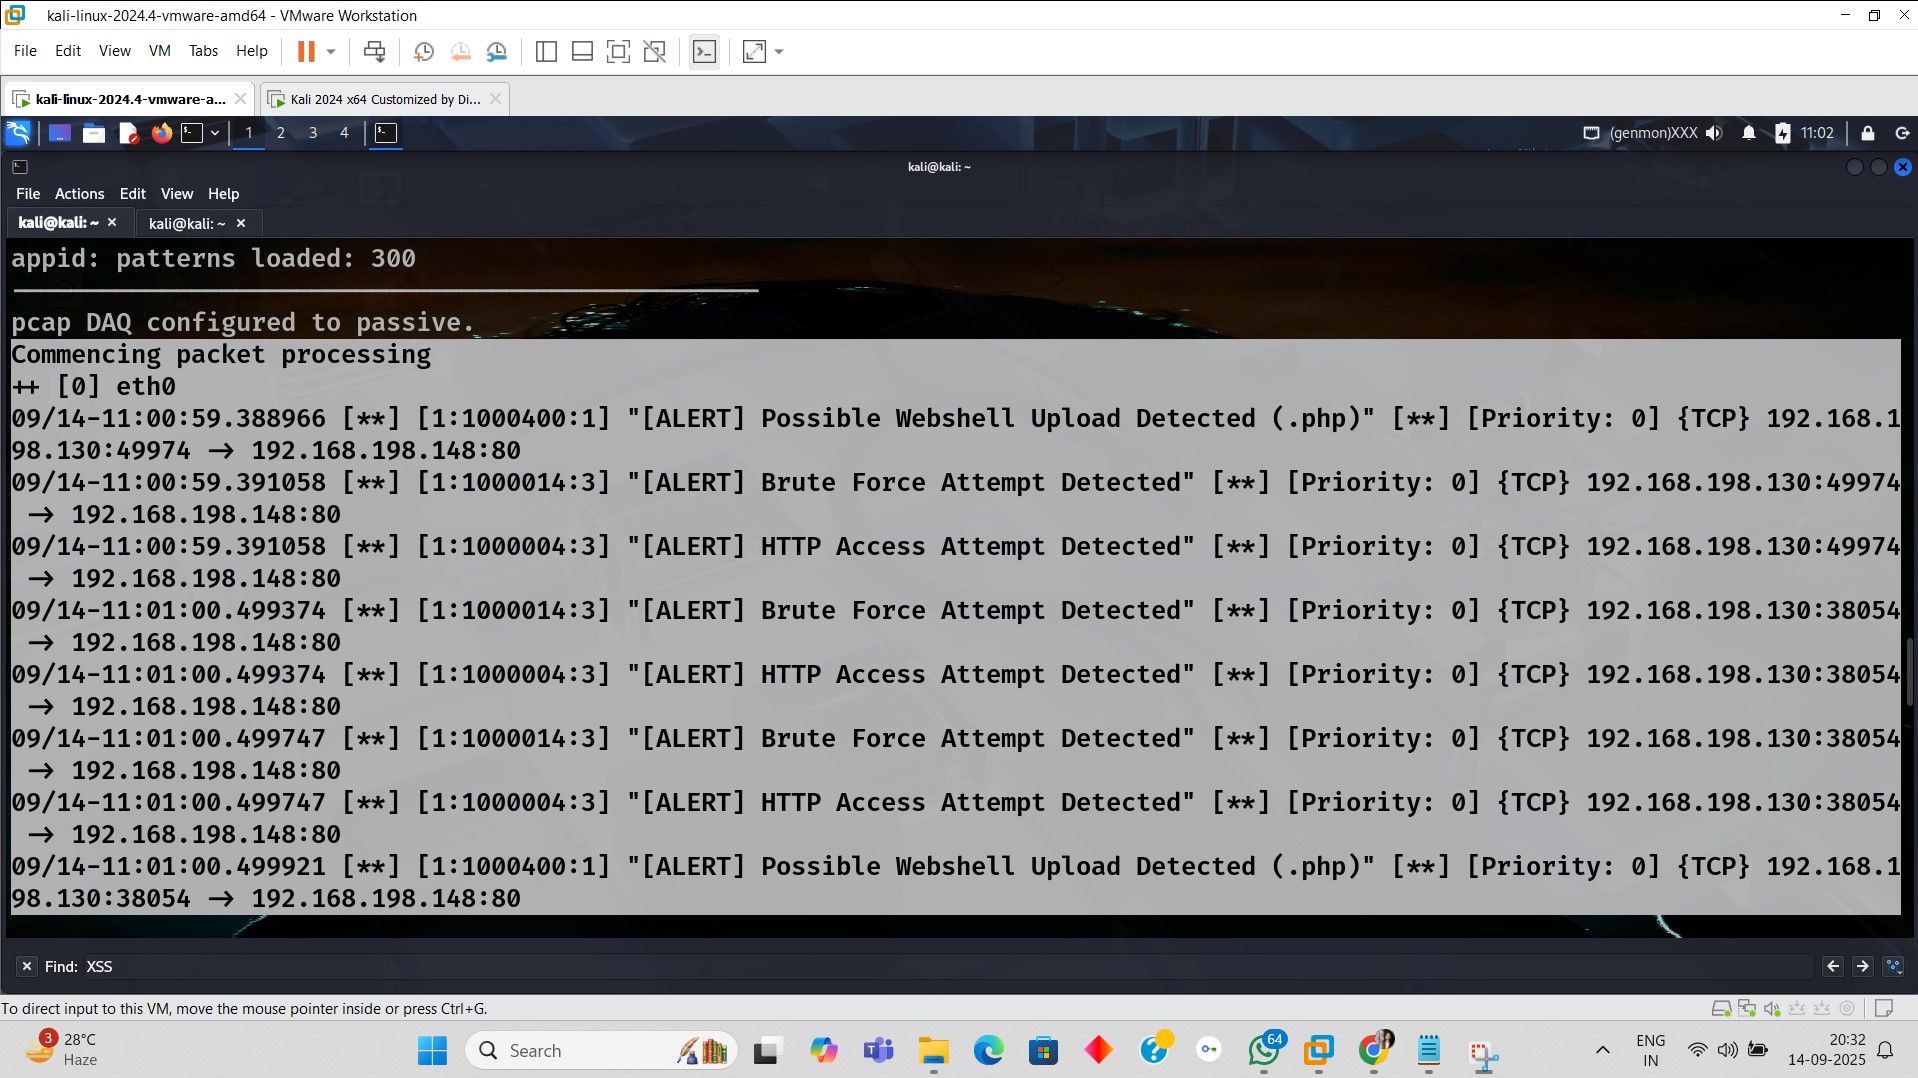 kali-linux-2024.4-vmware-amd64 - VMware Workstation
File Edit View VM Tabs Help
kali-linux-2024.4-vmware-a... Kali 2024 x64 Customized by Di...
1 2 3 4 (genmon)XXX 11:02
kali@kali: ~
File Actions Edit View Help
kali@kali: ~ kali@kali: ~
appid: patterns loaded: 300
pcap DAQ configured to passive.
Commencing packet processing
++ [0] eth0
09/14-11:00:59.388966 [**] [1:1000400:1] "[ALERT] Possible Webshell Upload Detected (.php)" [**] [Priority: 0] {TCP} 192.168.1
98.130:49974 → 192.168.198.148:80
09/14-11:00:59.391058 [**] [1:1000014:3] "[ALERT] Brute Force Attempt Detected" [**] [Priority: 0] {TCP} 192.168.198.130:49974
→ 192.168.198.148:80
09/14-11:00:59.391058 [**] [1:1000004:3] "[ALERT] HTTP Access Attempt Detected" [**] [Priority: 0] {TCP} 192.168.198.130:49974
→ 192.168.198.148:80
09/14-11:01:00.499374 [**] [1:1000014:3] "[ALERT] Brute Force Attempt Detected" [**] [Priority: 0] {TCP} 192.168.198.130:38054
→ 192.168.198.148:80
09/14-11:01:00.499374 [**] [1:1000004:3] "[ALERT] HTTP Access Attempt Detected" [**] [Priority: 0] {TCP} 192.168.198.130:38054
→ 192.168.198.148:80
09/14-11:01:00.499747 [**] [1:1000014:3] "[ALERT] Brute Force Attempt Detected" [**] [Priority: 0] {TCP} 192.168.198.130:38054
→ 192.168.198.148:80
09/14-11:01:00.499747 [**] [1:1000004:3] "[ALERT] HTTP Access Attempt Detected" [**] [Priority: 0] {TCP} 192.168.198.130:38054
→ 192.168.198.148:80
09/14-11:01:00.499921 [**] [1:1000400:1] "[ALERT] Possible Webshell Upload Detected (.php)" [**] [Priority: 0] {TCP} 192.168.1
98.130:38054 → 192.168.198.148:80
Find: XSS
To direct input to this VM, move the mouse pointer inside or press Ctrl+G.
3 28°C
Haze
Search
64
ENG
IN
20:32
14-09-2025